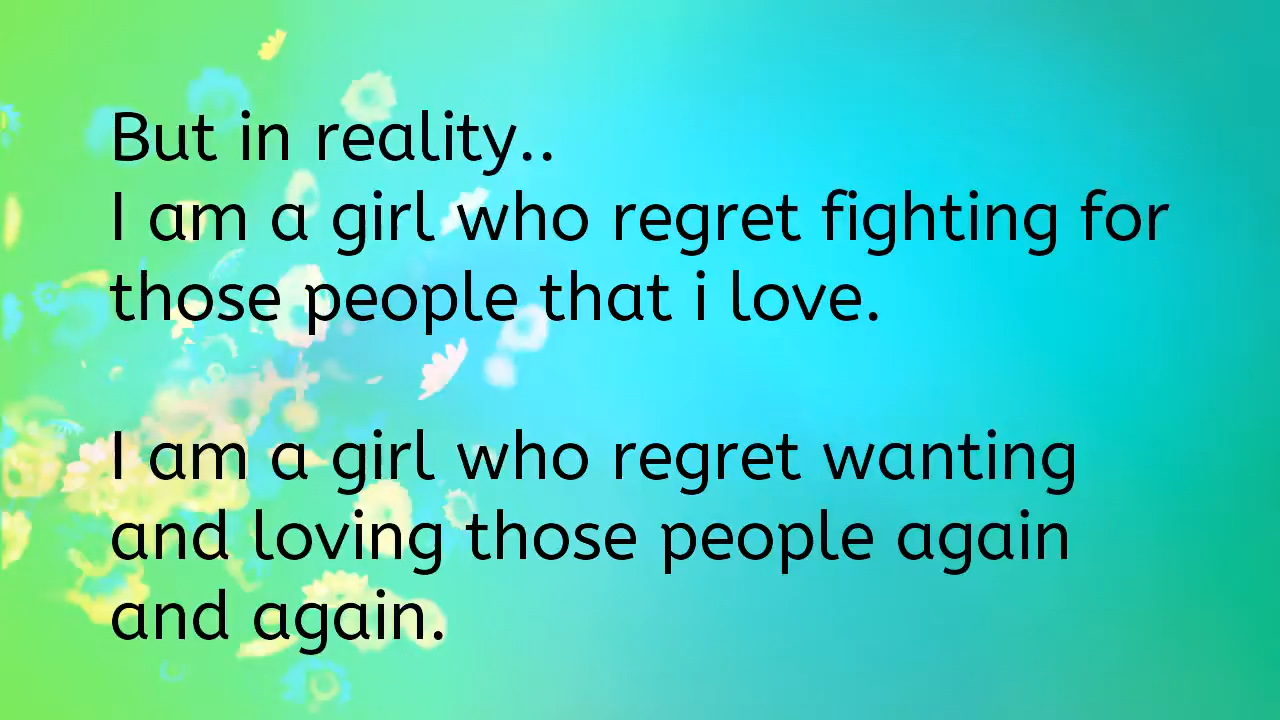 But in reality..
I am a girl who regret fighting for
those people that i love.
I am a girl who regret wanting
and loving those people again
and again.